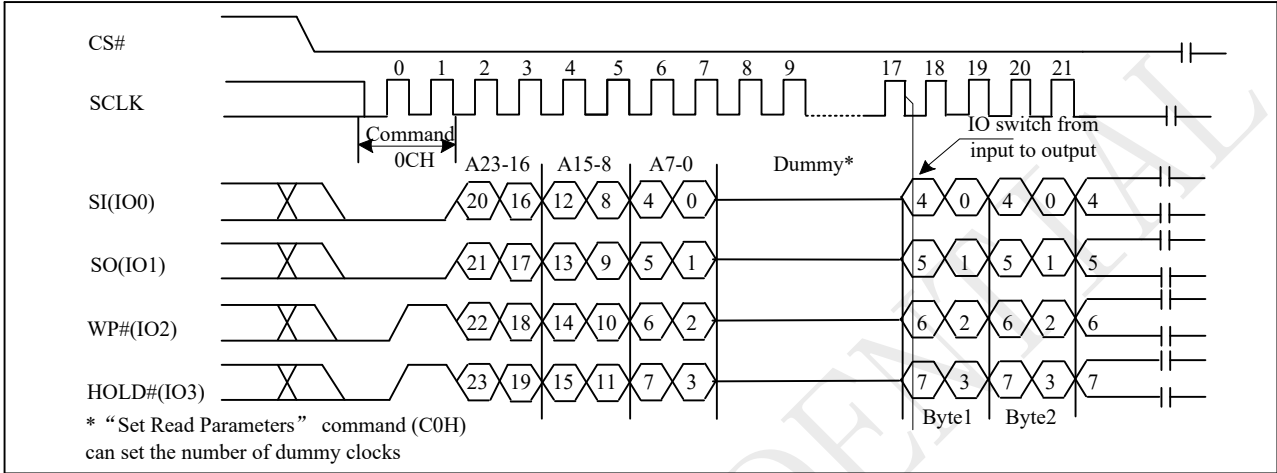 CS#
0 1 2 3 4 5 6 7 8 9 17 18 19 20 21
SCLK
Command
0CH
IO switch from
input to output
A23-16 A15-8 A7-0 Dummy*
SI(IO0) 20 16 12 8 4 0 4 0 4 0 4
SO(IO1) 21 17 13 9 5 1 5 1 5 1 5
WP#(IO2) 22 18 14 10 6 2 6 2 6 2 6
HOLD#(IO3) 23 19 15 11 7 3 7 3 7 3 7
Byte1 Byte2
* “Set Read Parameters” command (C0H)
can set the number of dummy clocks